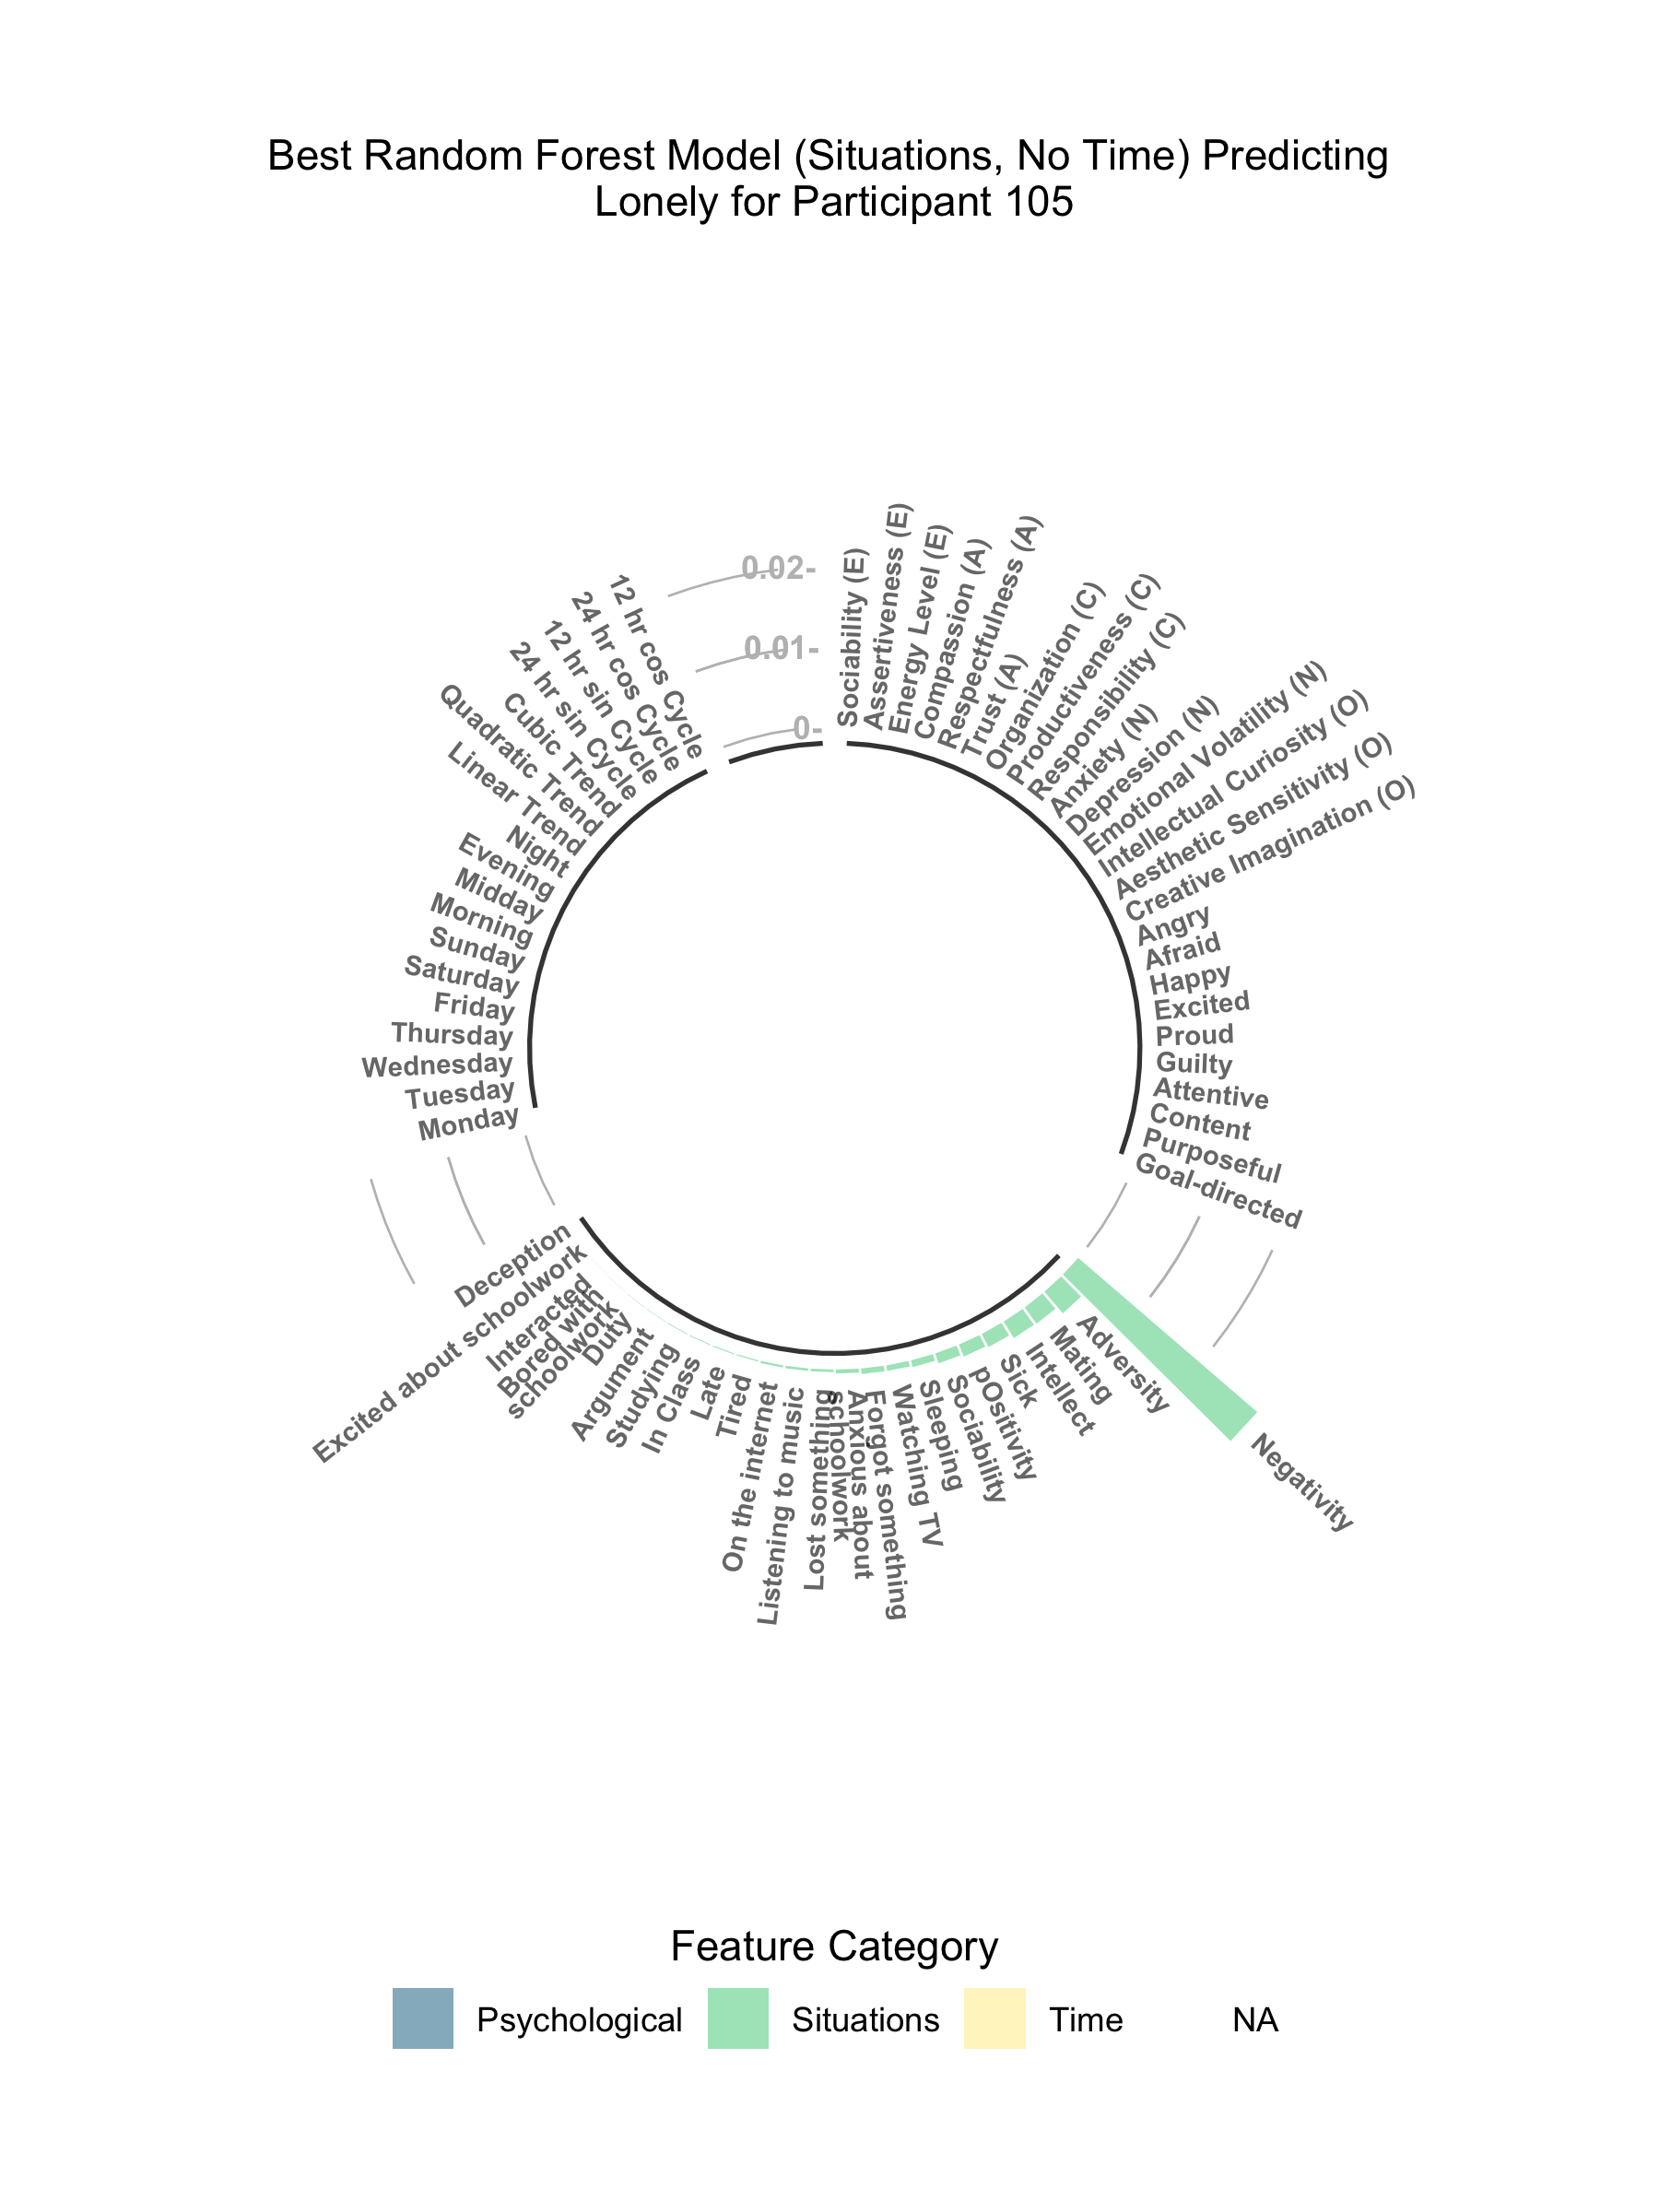 Best Random Forest Model (Situations, No Time) Predicting
Lonely for Participant 105
0.02-
0.01-
0-
Sociability (E)
Assertiveness (E)
Energy Level (E)
Compassion (A)
Respectfulness (A)
Trust (A)
Organization (C)
Productiveness (C)
Responsibility (C)
Anxiety (N)
Depression (N)
Emotional Volatility (N)
Intellectual Curiosity (O)
Aesthetic Sensitivity (O)
Creative Imagination (O)
Angry
Afraid
Happy
Excited
Proud
Guilty
Attentive
Content
Purposeful
Goal-directed
Negativity
Adversity
Mating
Intellect
Sick
pOsitivity
Sociability
Sleeping
Watching TV
Forgot something
Anxious about
schoolwork
Lost something
Listening to music
On the internet
Tired
Late
In Class
Studying
Argument
Duty
Bored with
schoolwork
Interacted
Excited about schoolwork
Deception
Monday
Tuesday
Wednesday
Thursday
Friday
Saturday
Sunday
Morning
Midday
Evening
Night
Linear Trend
Quadratic Trend
Cubic Trend
24 hr sin Cycle
12 hr sin Cycle
24 hr cos Cycle
12 hr cos Cycle
Feature Category
Psychological
Situations
Time
NA